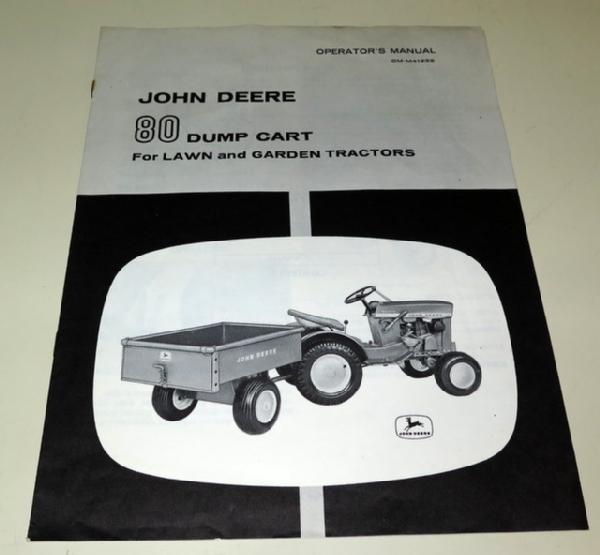 OPERATOR'S MANUAL
JOHN DEERE
80 DUMP CART
For LAWN and GARDEN TRACTORS
JOHN DEERE
JOHN DEERE